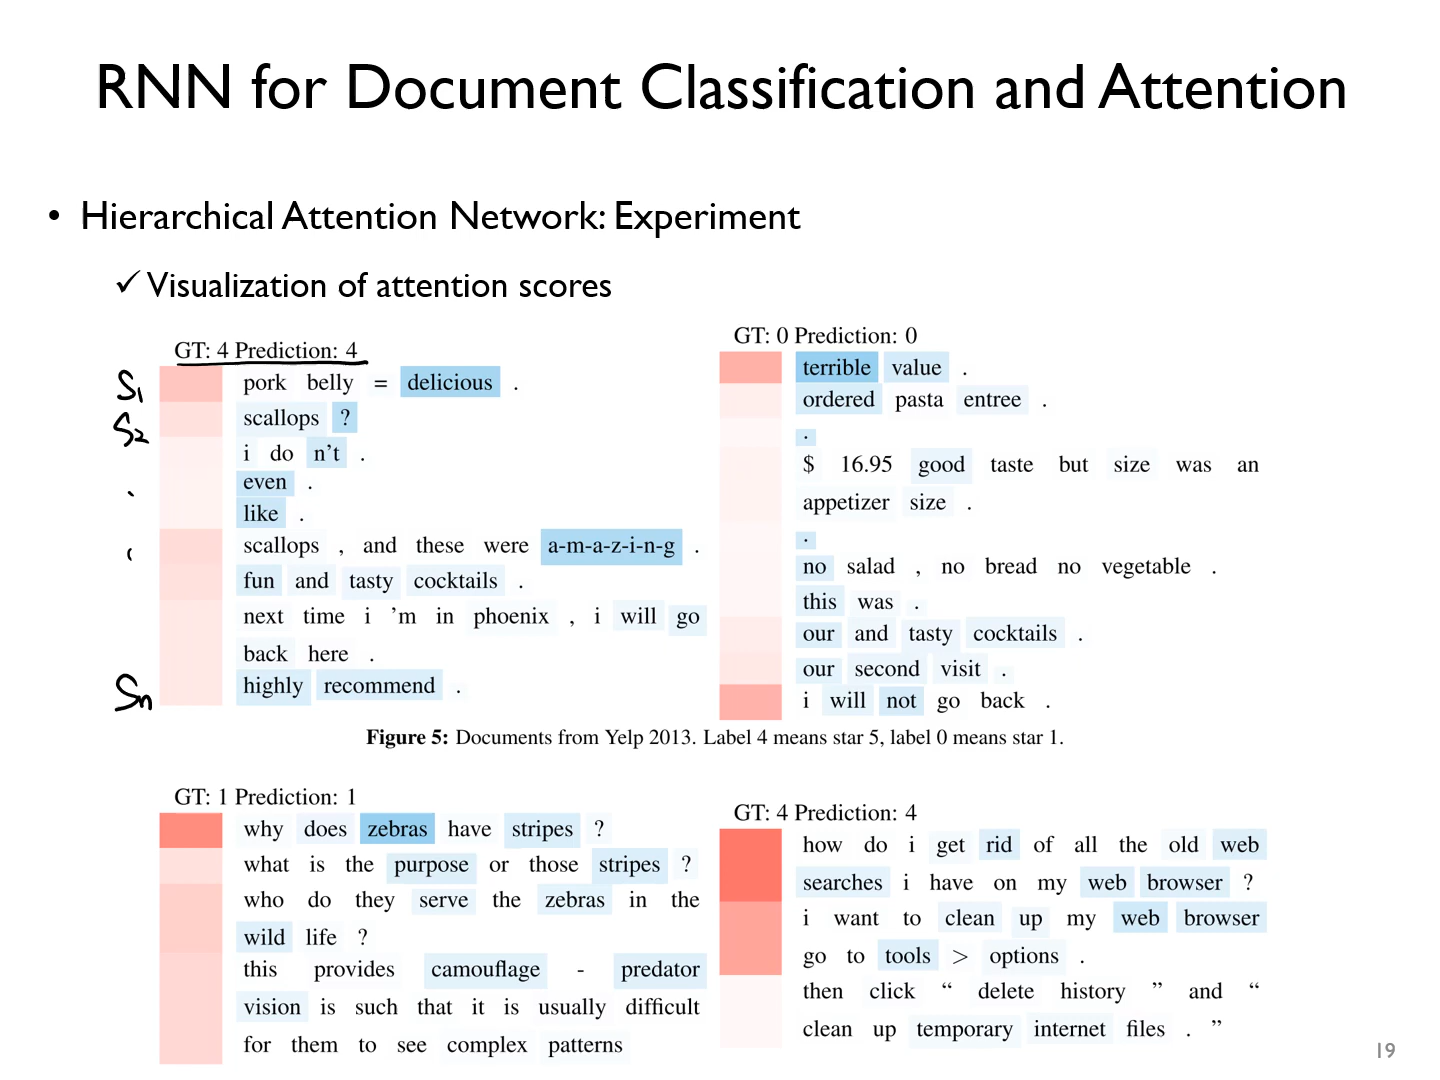 RNN for Document Classification and Attention
• Hierarchical Attention Network: Experiment
✓ Visualization of attention scores
GT: 4 Prediction: 4
S1
pork belly = delicious .
S2
scallops ?
i do n't .
even .
like .
scallops , and these were a-m-a-z-i-n-g .
fun and tasty cocktails .
next time i 'm in phoenix , i will go
back here .
Sn
highly recommend .
GT: 0 Prediction: 0
terrible value .
ordered pasta entree .
.
$ 16.95 good taste but size was an
appetizer size .
.
no salad , no bread no vegetable .
this was .
our and tasty cocktails .
our second visit .
i will not go back .
Figure 5: Documents from Yelp 2013. Label 4 means star 5, label 0 means star 1.
GT: 1 Prediction: 1
why does zebras have stripes ?
what is the purpose or those stripes ?
who do they serve the zebras in the
wild life ?
this provides camouflage - predator
vision is such that it is usually difficult
for them to see complex patterns
GT: 4 Prediction: 4
how do i get rid of all the old web
searches i have on my web browser ?
i want to clean up my web browser
go to tools > options .
then click “ delete history ” and “
clean up temporary internet files . ”
19